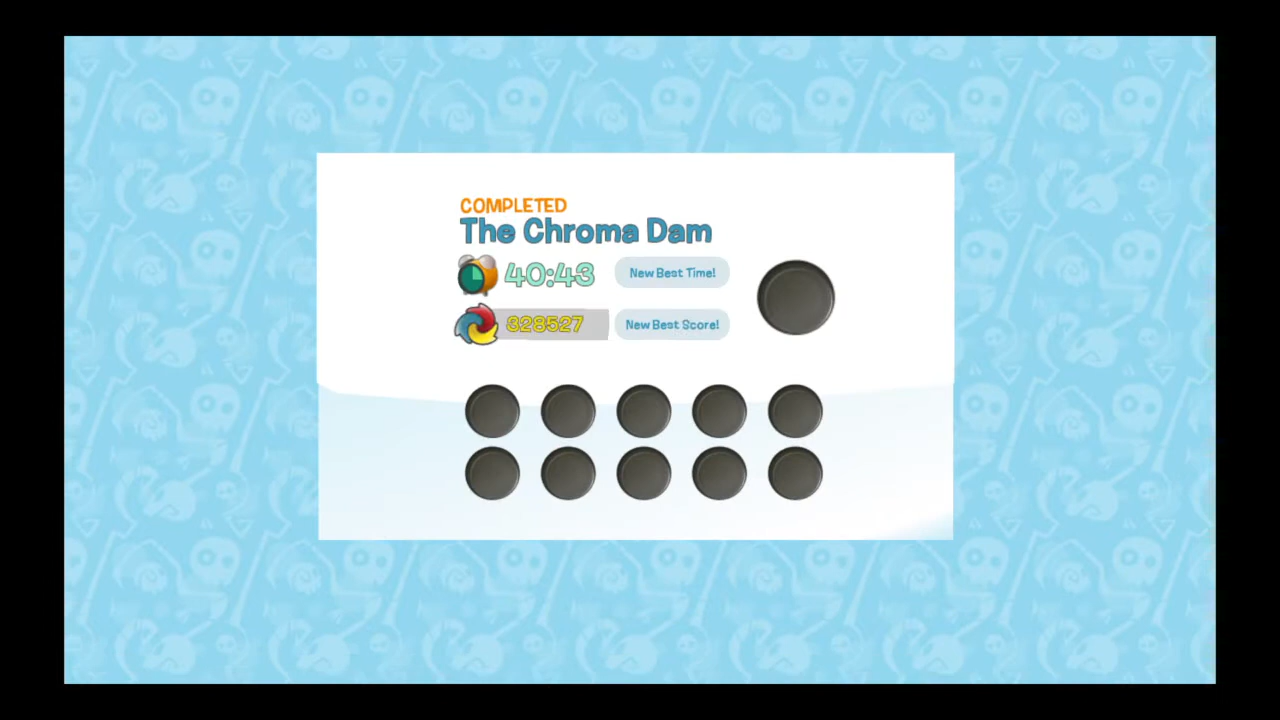 COMPLETED
The Chroma Dam
40:43
New Best Time!
328527
New Best Score!